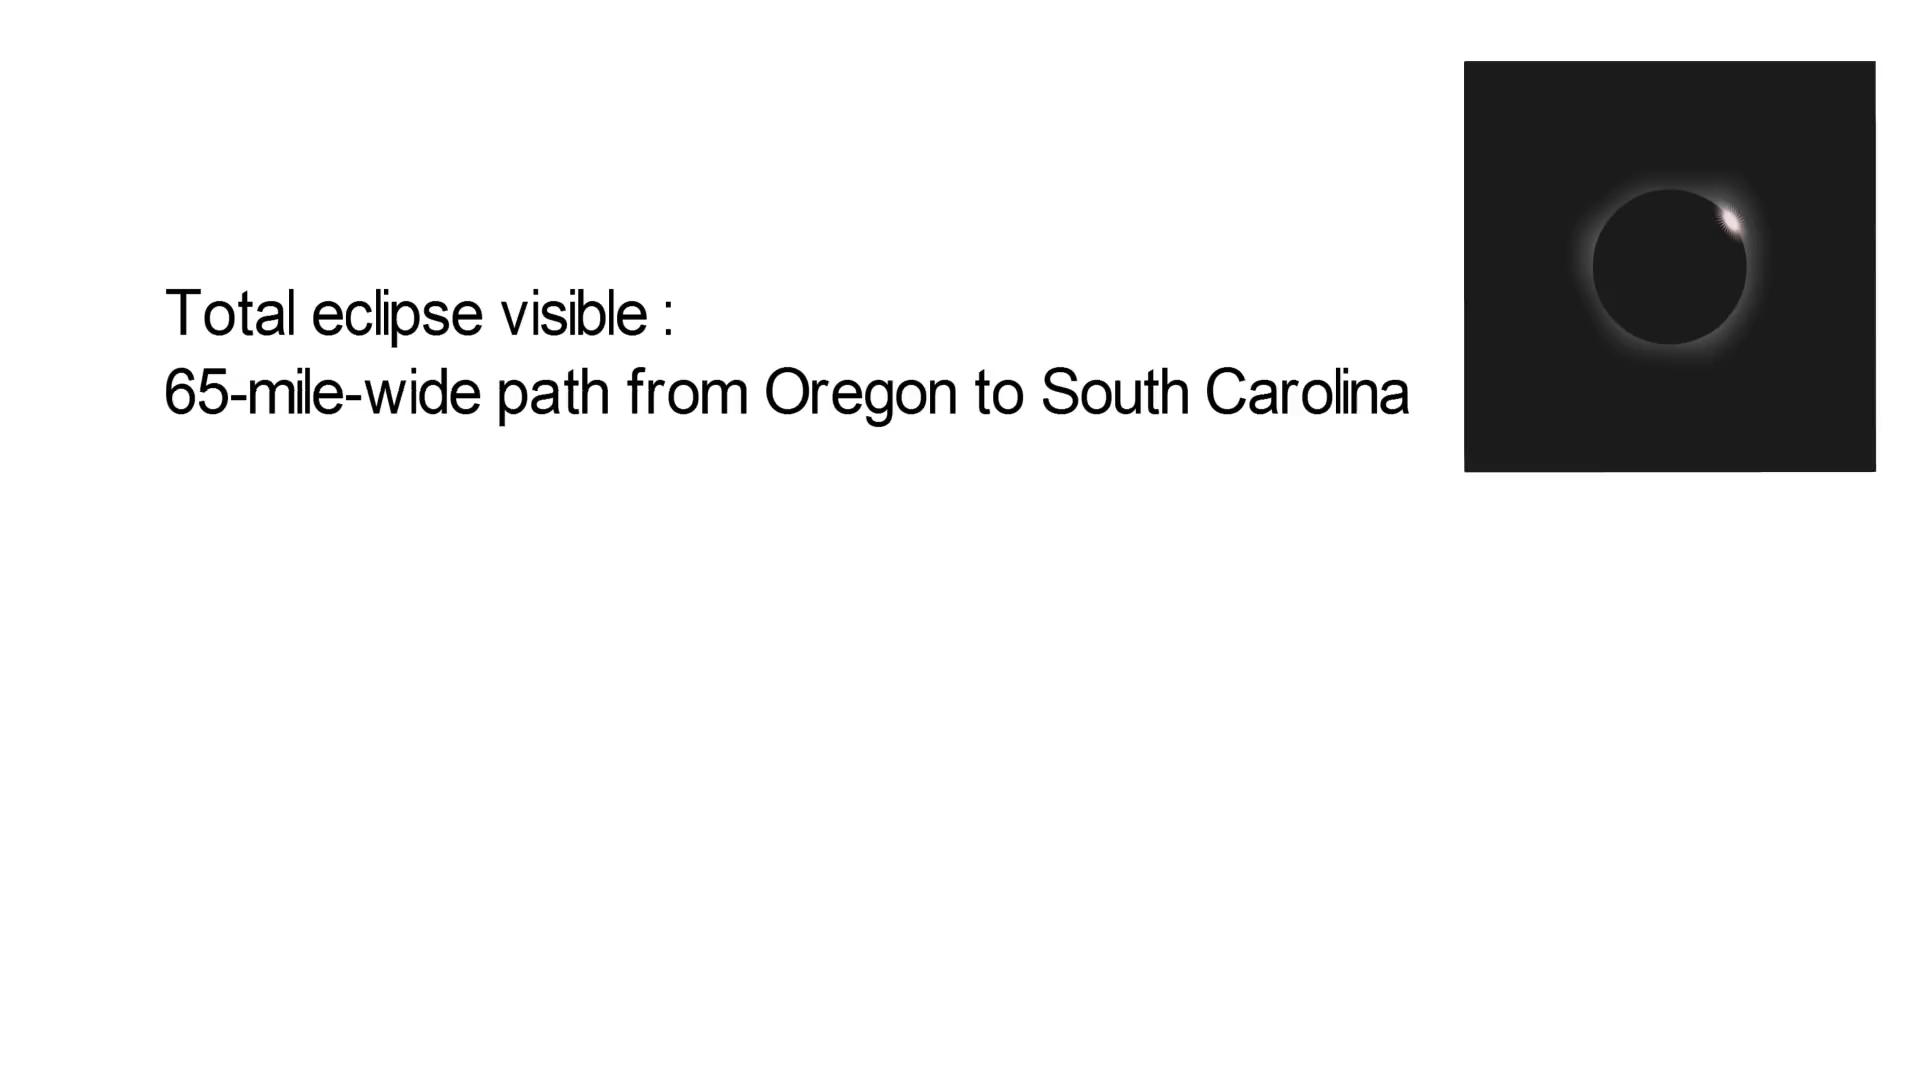 Total eclipse visible :
65-mile-wide path from Oregon to South Carolina